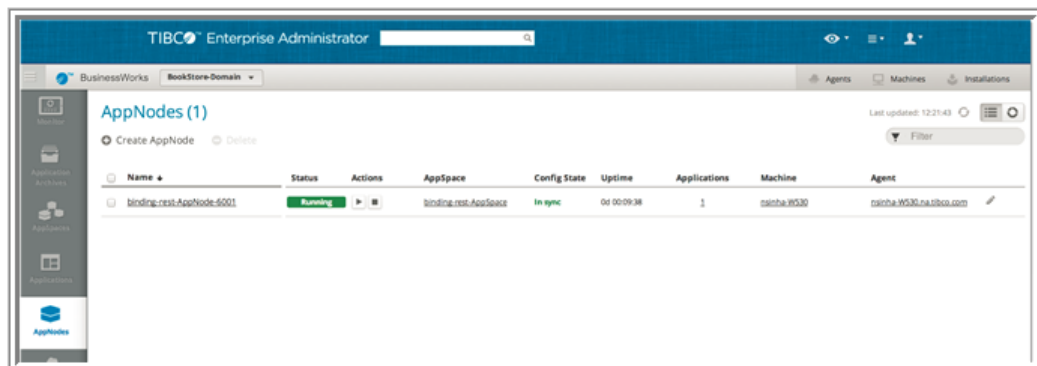 TIBCO™ Enterprise Administrator
BusinessWorks BookStore-Domain Agents Machines Installations
Monitor
Application Archives
AppSpaces
Applications
AppNodes
AppNodes (1)
Last updated: 12:21:43
Create AppNode Delete
Filter
Name Status Actions AppSpace Config State Uptime Applications Machine Agent
binding-rest-AppNode-6001 Running binding-rest-AppSpace In sync 0d 00:09:38 1 nsinha-W530 nsinha-W530.na.tibco.com